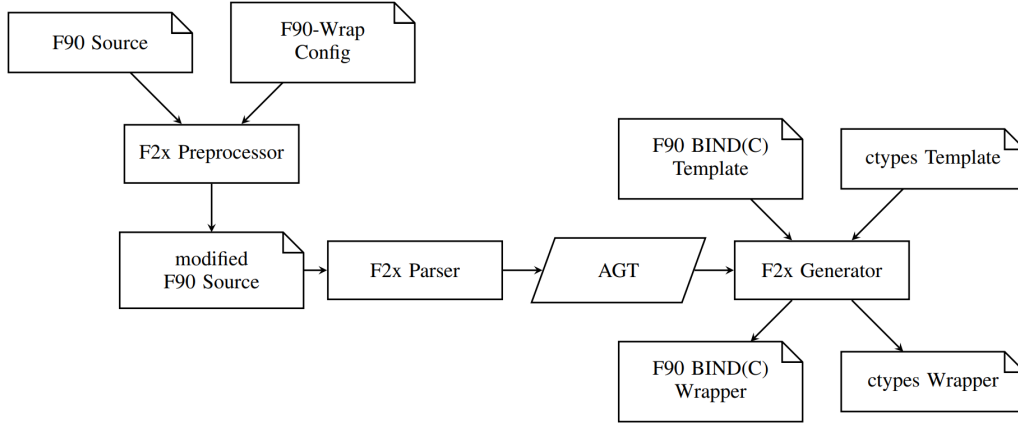 F90 Source
F90-Wrap
Config
F2x Preprocessor
F90 BIND(C)
Template
ctypes Template
modified
F90 Source
F2x Parser
AGT
F2x Generator
F90 BIND(C)
Wrapper
ctypes Wrapper